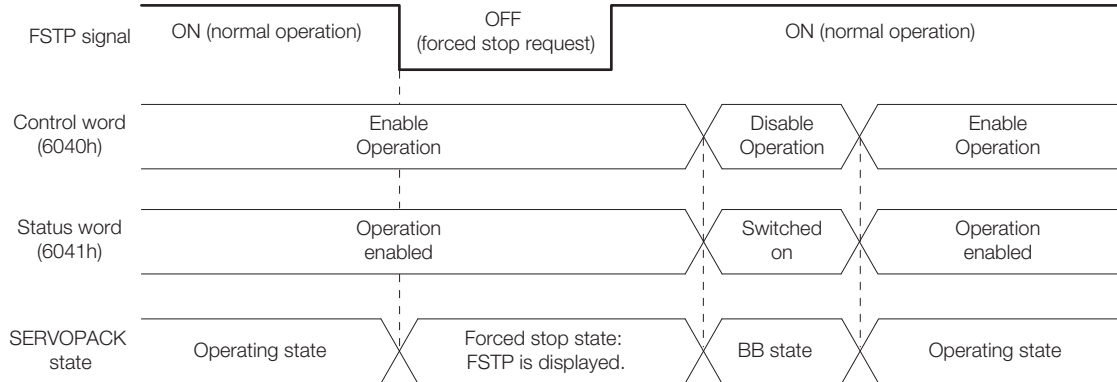 FSTP signal
ON (normal operation)
OFF
(forced stop request)
ON (normal operation)
Control word
(6040h)
Enable
Operation
Disable
Operation
Enable
Operation
Status word
(6041h)
Operation
enabled
Switched
on
Operation
enabled
SERVOPACK
state
Operating state
Forced stop state:
FSTP is displayed.
BB state
Operating state